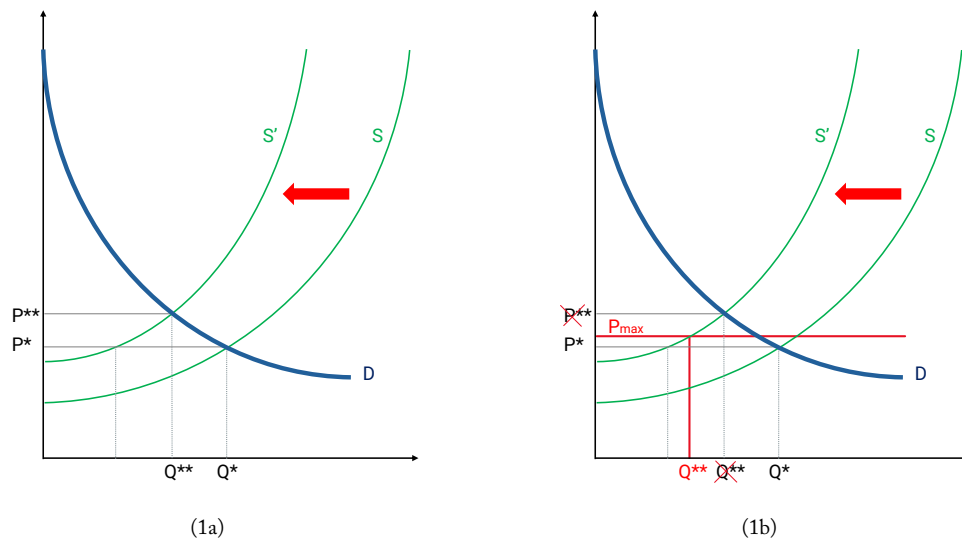 S’ S
P**
P*
D
Q** Q*
(1a)
S’ S
P**
Pmax
P*
D
Q** Q** Q*
(1b)